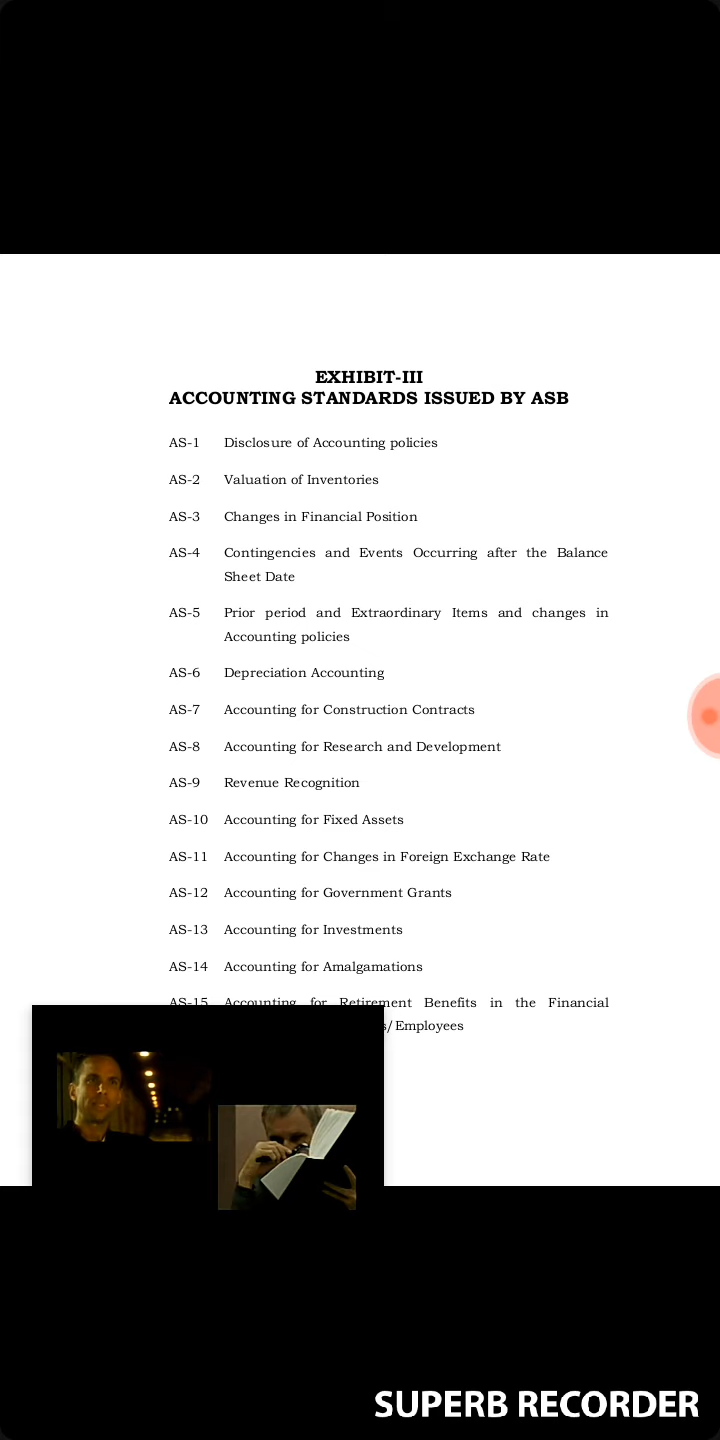 EXHIBIT-III
ACCOUNTING STANDARDS ISSUED BY ASB
AS-1 Disclosure of Accounting policies
AS-2 Valuation of Inventories
AS-3 Changes in Financial Position
AS-4 Contingencies and Events Occurring after the Balance
Sheet Date
AS-5 Prior period and Extraordinary Items and changes in
Accounting policies
AS-6 Depreciation Accounting
AS-7 Accounting for Construction Contracts
AS-8 Accounting for Research and Development
AS-9 Revenue Recognition
AS-10 Accounting for Fixed Assets
AS-11 Accounting for Changes in Foreign Exchange Rate
AS-12 Accounting for Government Grants
AS-13 Accounting for Investments
AS-14 Accounting for Amalgamations
AS-15 Accounting for Retirement Benefits in the Financial
s/Employees
SUPERB RECORDER